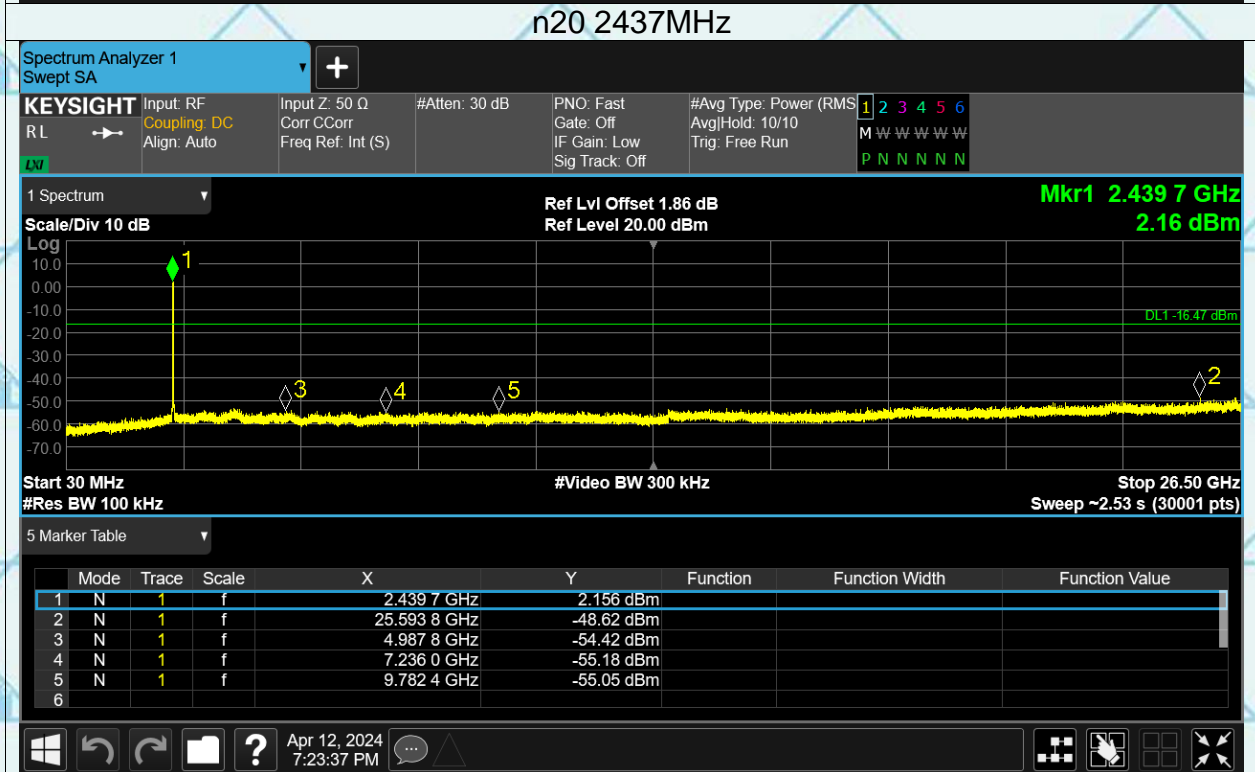 n20 2437MHz
Spectrum Analyzer 1
Swept SA
KEYSIGHT
R L
LXI
Input: RF
Coupling: DC
Align: Auto
Input Z: 50 Ω
Corr CCorr
Freq Ref: Int (S)
#Atten: 30 dB
PNO: Fast
Gate: Off
IF Gain: Low
Sig Track: Off
#Avg Type: Power (RMS
Avg|Hold: 10/10
Trig: Free Run
1 2 3 4 5 6
M W W W W W
P N N N N N
1 Spectrum
Scale/Div 10 dB
Ref Lvl Offset 1.86 dB
Ref Level 20.00 dBm
Mkr1 2.439 7 GHz
2.16 dBm
Log
10.0
0.00
-10.0
-20.0
-30.0
-40.0
-50.0
-60.0
-70.0
1
DL1 -16.47 dBm
3
4
5
2
Start 30 MHz
#Video BW 300 kHz
Stop 26.50 GHz
#Res BW 100 kHz
Sweep ~2.53 s (30001 pts)
5 Marker Table
Mode Trace Scale X Y Function Function Width Function Value
1 N 1 f 2.439 7 GHz 2.156 dBm
2 N 1 f 25.593 8 GHz -48.62 dBm
3 N 1 f 4.987 8 GHz -54.42 dBm
4 N 1 f 7.236 0 GHz -55.18 dBm
5 N 1 f 9.782 4 GHz -55.05 dBm
6
?
Apr 12, 2024
7:23:37 PM